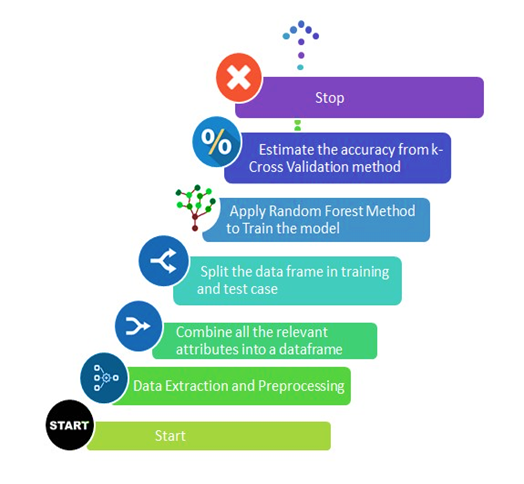 Stop
%
Estimate the accuracy from k-
Cross Validation method
Apply Random Forest Method
to Train the model
Split the data frame in training
and test case
Combine all the relevant
attributes into a dataframe
Data Extraction and Preprocessing
START
Start